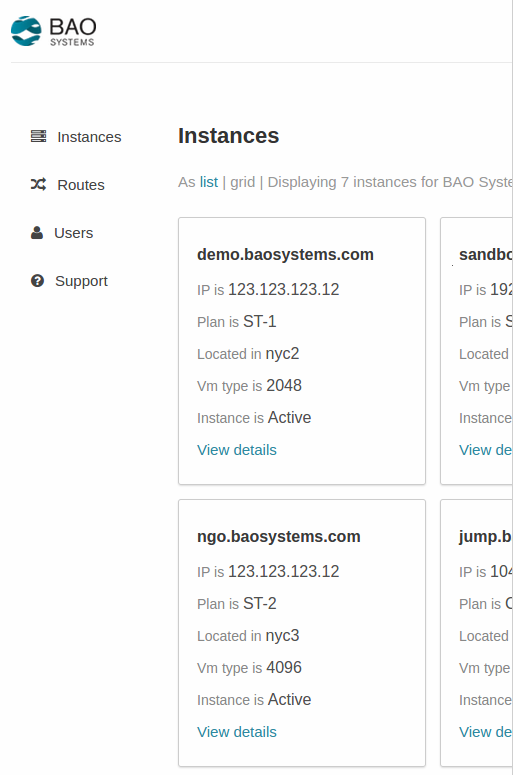 BAO
SYSTEMS
Instances
Routes
Users
Support
Instances
As list | grid | Displaying 7 instances for BAO Syste
demo.baosystems.com
IP is 123.123.123.12
Plan is ST-1
Located in nyc2
Vm type is 2048
Instance is Active
View details
sandbo
IP is 192
Plan is S
Located
Vm type
Instance
View de
ngo.baosystems.com
IP is 123.123.123.12
Plan is ST-2
Located in nyc3
Vm type is 4096
Instance is Active
View details
jump.b
IP is 104
Plan is C
Located
Vm type
Instance
View de